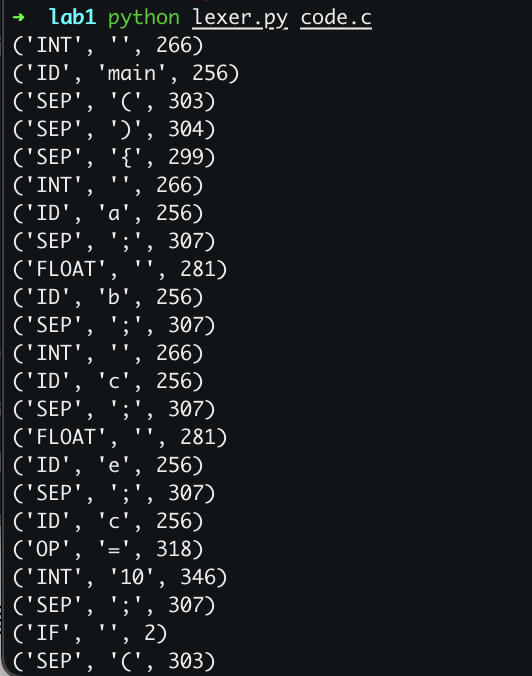 ➜ lab1 python lexer.py code.c
('INT', '', 266)
('ID', 'main', 256)
('SEP', '(', 303)
('SEP', ')', 304)
('SEP', '{', 299)
('INT', '', 266)
('ID', 'a', 256)
('SEP', ';', 307)
('FLOAT', '', 281)
('ID', 'b', 256)
('SEP', ';', 307)
('INT', '', 266)
('ID', 'c', 256)
('SEP', ';', 307)
('FLOAT', '', 281)
('ID', 'e', 256)
('SEP', ';', 307)
('ID', 'c', 256)
('OP', '=', 318)
('INT', '10', 346)
('SEP', ';', 307)
('IF', '', 2)
('SEP', '(', 303)